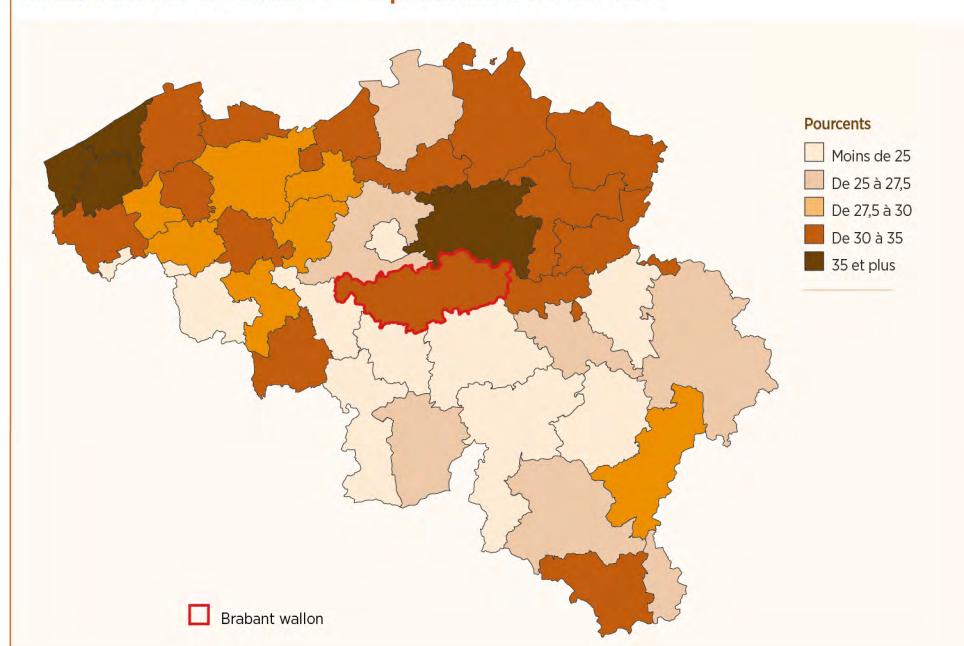 Pourcents
Moins de 25
De 25 à 27,5
De 27,5 à 30
De 30 à 35
35 et plus
Brabant wallon